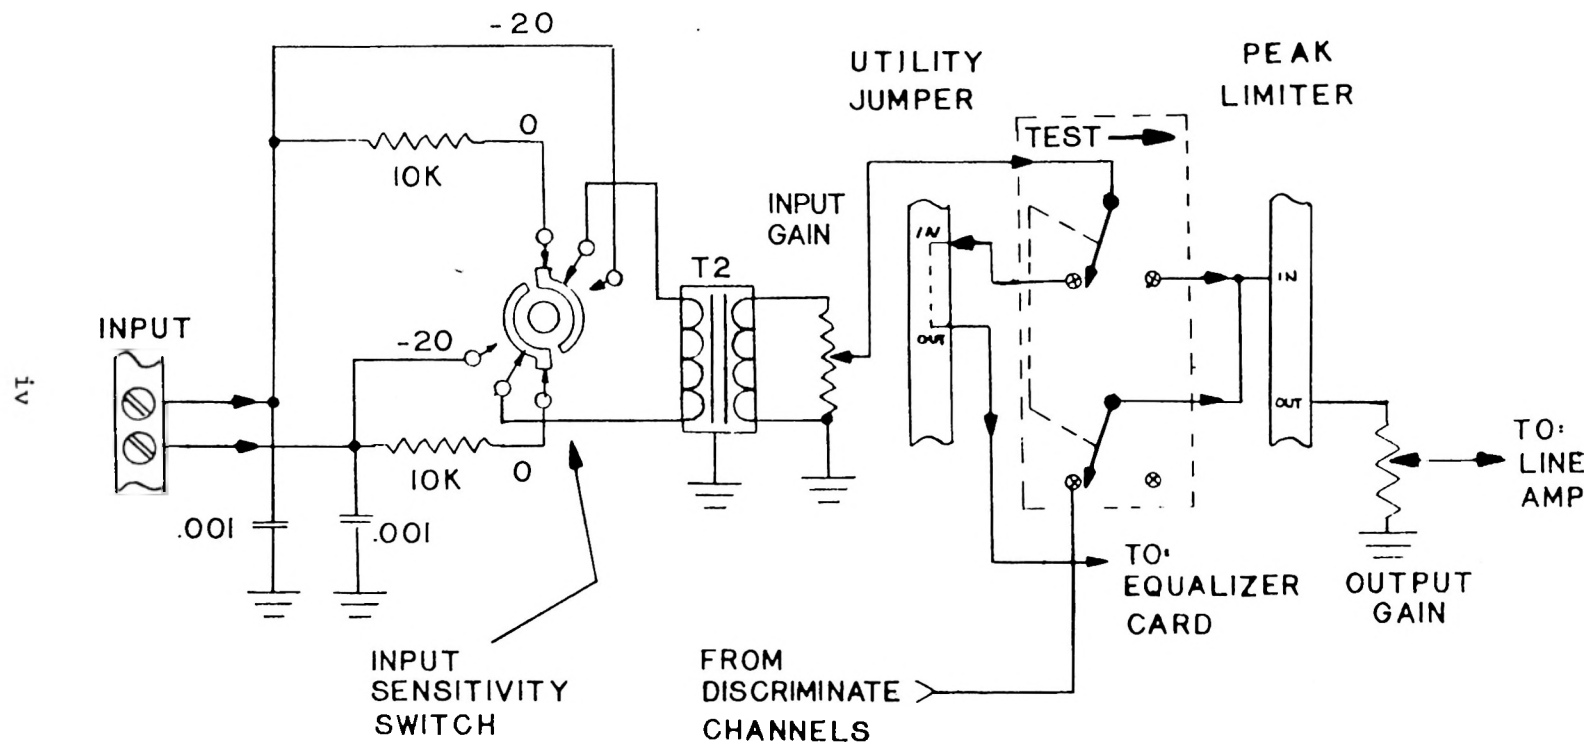 -20
UTILITY
JUMPER
PEAK
LIMITER
0
10K
TEST
INPUT
GAIN
IN
T2
IN
INPUT
-20
OUT
iv
OUT
10K
0
TO:
LINE
AMP
.001
.001
TO:
EQUALIZER
CARD
OUTPUT
GAIN
INPUT
SENSITIVITY
SWITCH
FROM
DISCRIMINATE
CHANNELS